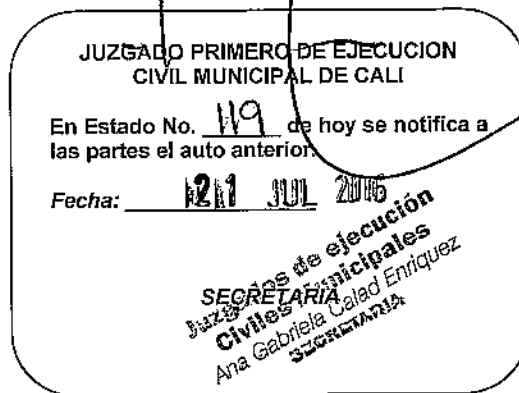 JUZGADO PRIMERO DE EJECUCION
CIVIL MUNICIPAL DE CALI
En Estado No. 119 de hoy se notifica a
las partes el auto anterior.
Fecha: 21 JUL 2016
SECRETARIA
Juzgados de ejecución
Civiles Municipales
Ana Gabriela Calad Enriquez
SECRETARIA